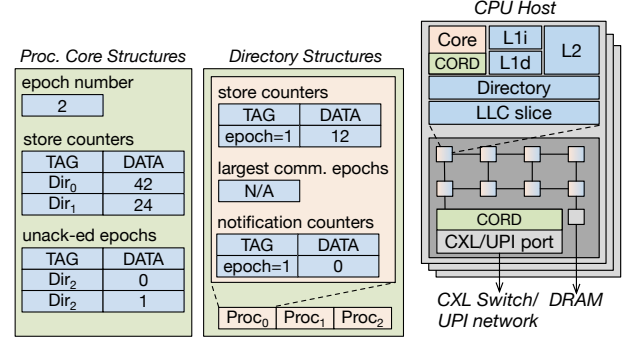 Proc. Core Structures
epoch number
2
store counters
TAG DATA
Dir0 42
Dir1 24
unack-ed epochs
TAG DATA
Dir2 0
Dir2 1
Directory Structures
store counters
TAG DATA
epoch=1 12
largest comm. epochs
N/A
notification counters
TAG DATA
epoch=1 0
Proc0 Proc1 Proc2
CPU Host
Core L1i L2
CORD L1d
Directory
LLC slice
CORD
CXL/UPI port
CXL Switch/ DRAM
UPI network